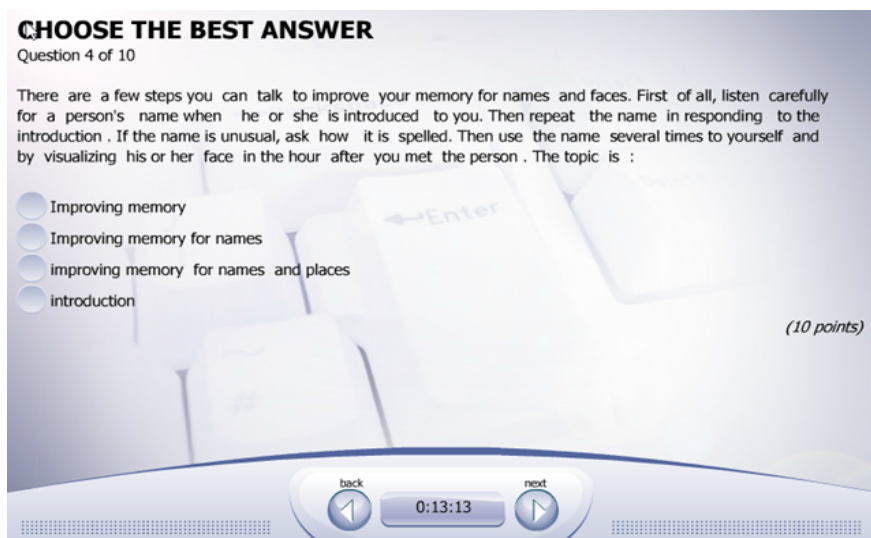 CHOOSE THE BEST ANSWER
Question 4 of 10
There are a few steps you can talk to improve your memory for names and faces. First of all, listen carefully
for a person's name when he or she is introduced to you. Then repeat the name in responding to the
introduction . If the name is unusual, ask how it is spelled. Then use the name several times to yourself and
by visualizing his or her face in the hour after you met the person . The topic is :
Improving memory
Improving memory for names
improving memory for names and places
introduction
(10 points)
Enter
back
0:13:13
next